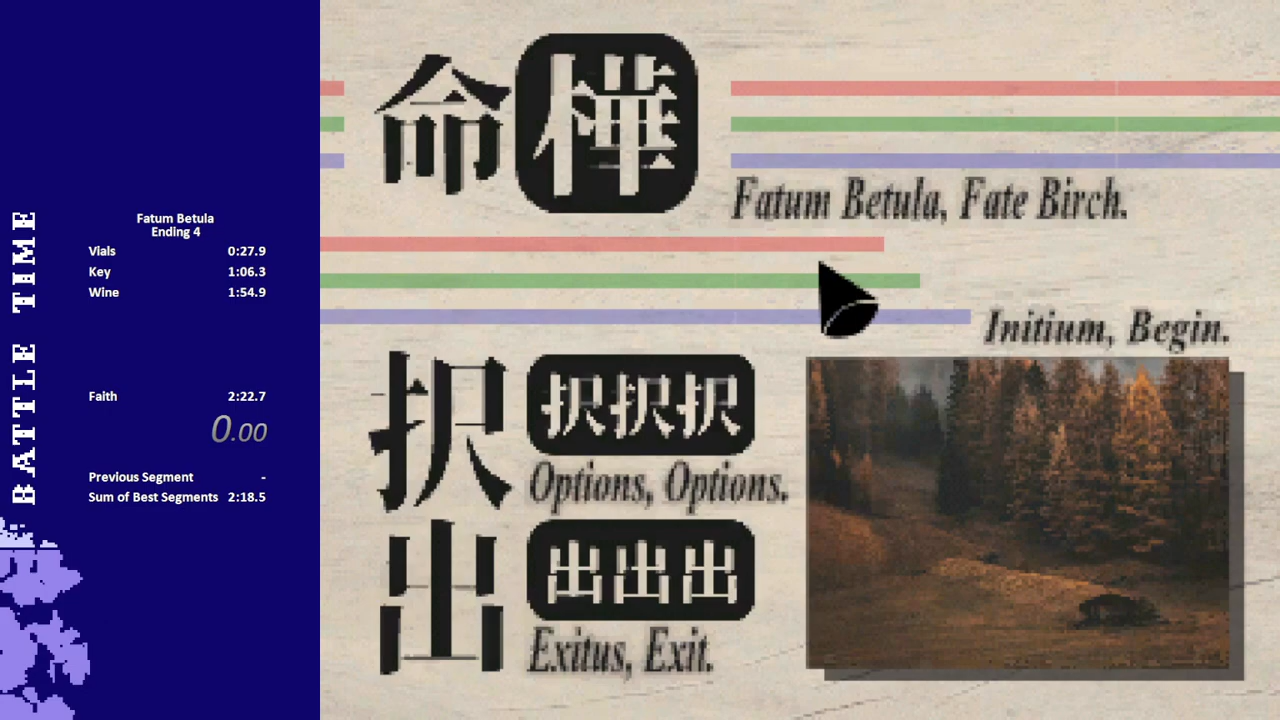 BATTLE TIME
Fatum Betula
Ending 4
Vials 0:27.9
Key 1:06.3
Wine 1:54.9
Faith 2:22.7
0.00
Previous Segment -
Sum of Best Segments 2:18.5
命樺
Fatum Betula, Fate Birch.
Initium, Begin.
択 択択択
Options, Options.
出 出出出
Exitus, Exit.